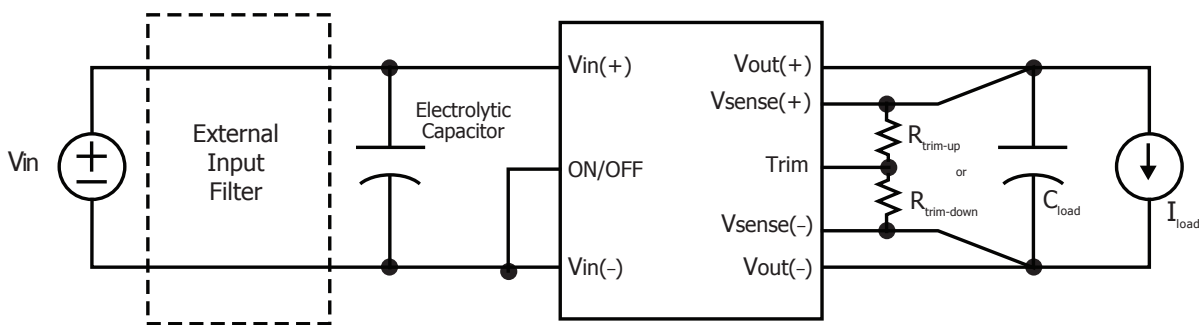 Vin
External
Input
Filter
Electrolytic
Capacitor
Vin(+)
ON/OFF
Vin(−)
Vout(+)
Vsense(+)
Trim
Vsense(−)
Vout(−)
Rtrim-up
or
Rtrim-down
Cload
Iload